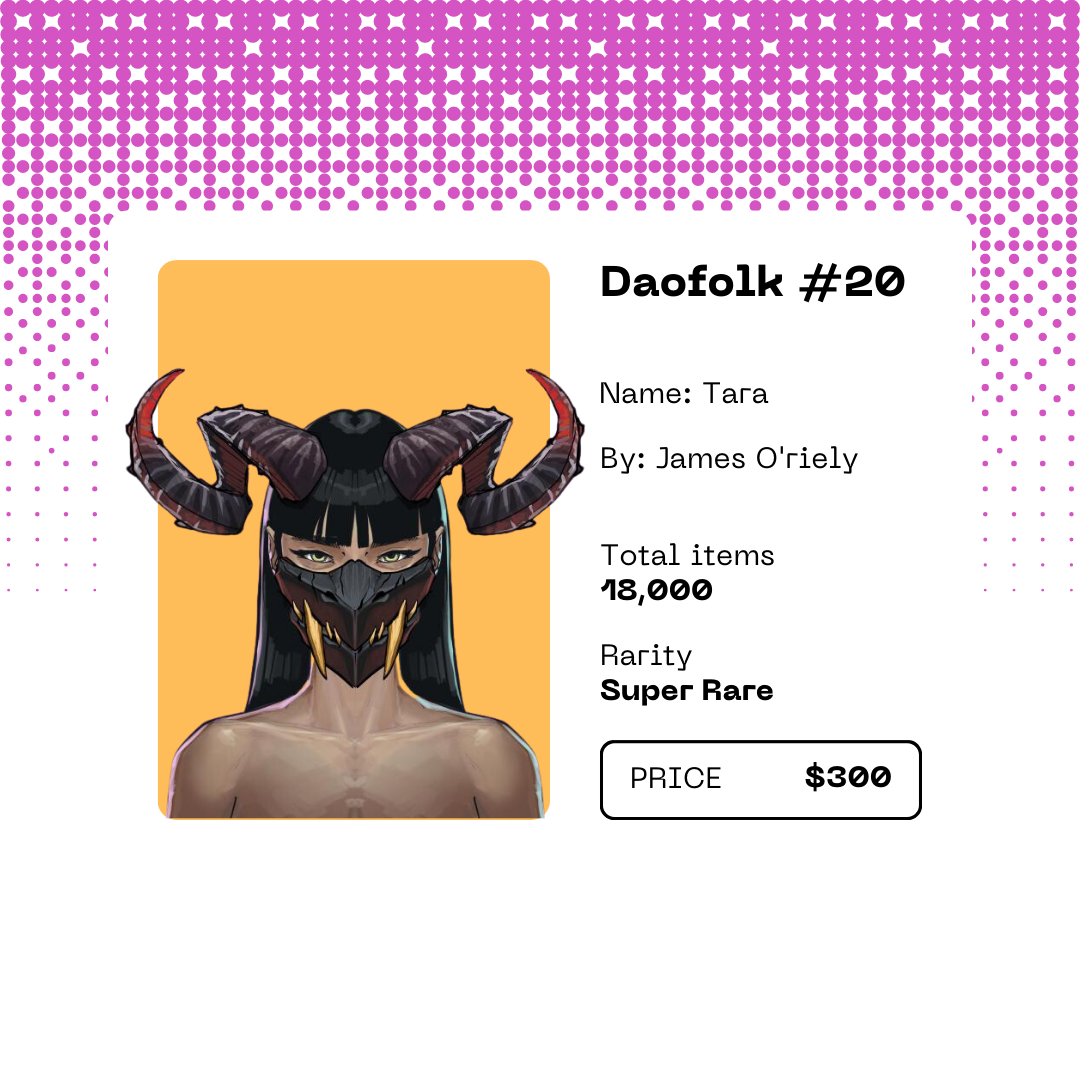 Daofolk #20
Name: Tara
By: James O'riely
Total items
18,000
Rarity
Super Rare
PRICE $300